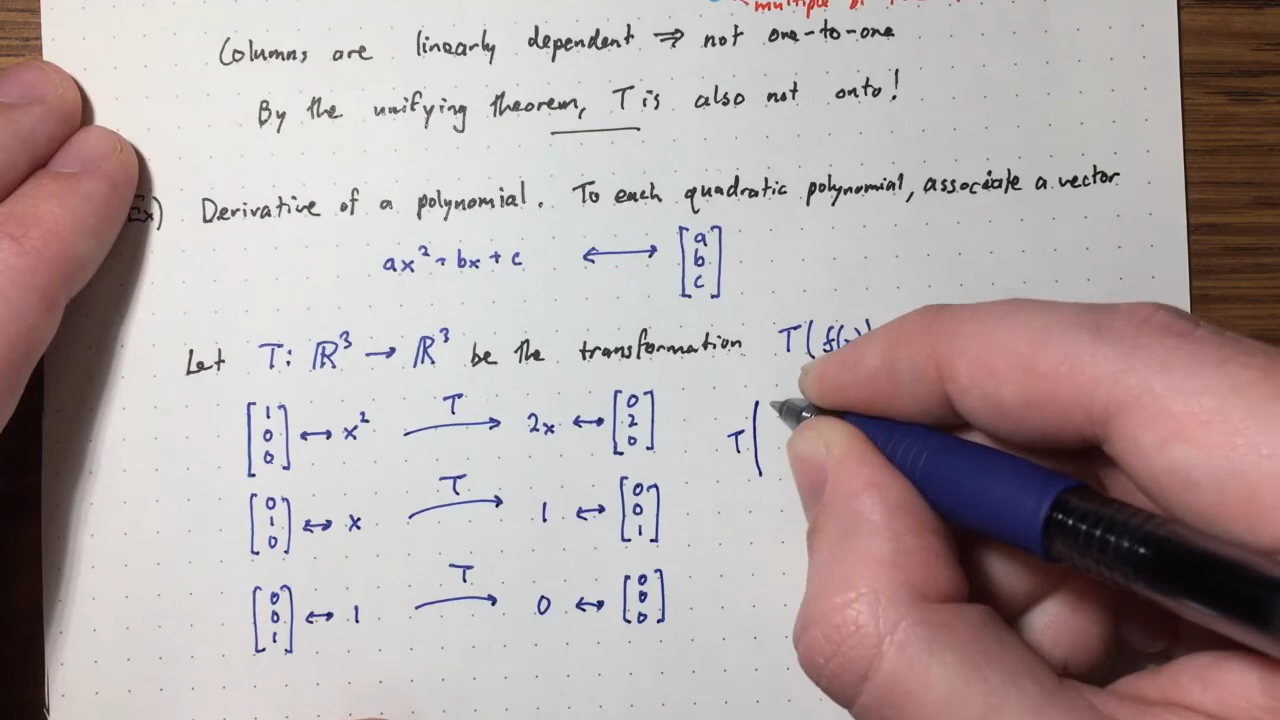 multiple of
Columns are linearly dependent ⇒ not one-to-one
By the unifying theorem, T is also not onto!
Ex) Derivative of a polynomial. To each quadratic polynomial, associate a vector
ax² + bx + c ⟷ [a b c]
Let T: ℝ³ → ℝ³ be the transformation T(f(x)
[1 0 0] ↔ x² T→ 2x ↔ [0 2 0] T(
[0 1 0] ↔ x T→ 1 ↔ [0 0 1]
[0 0 1] ↔ 1 T→ 0 ↔ [0 0 0]